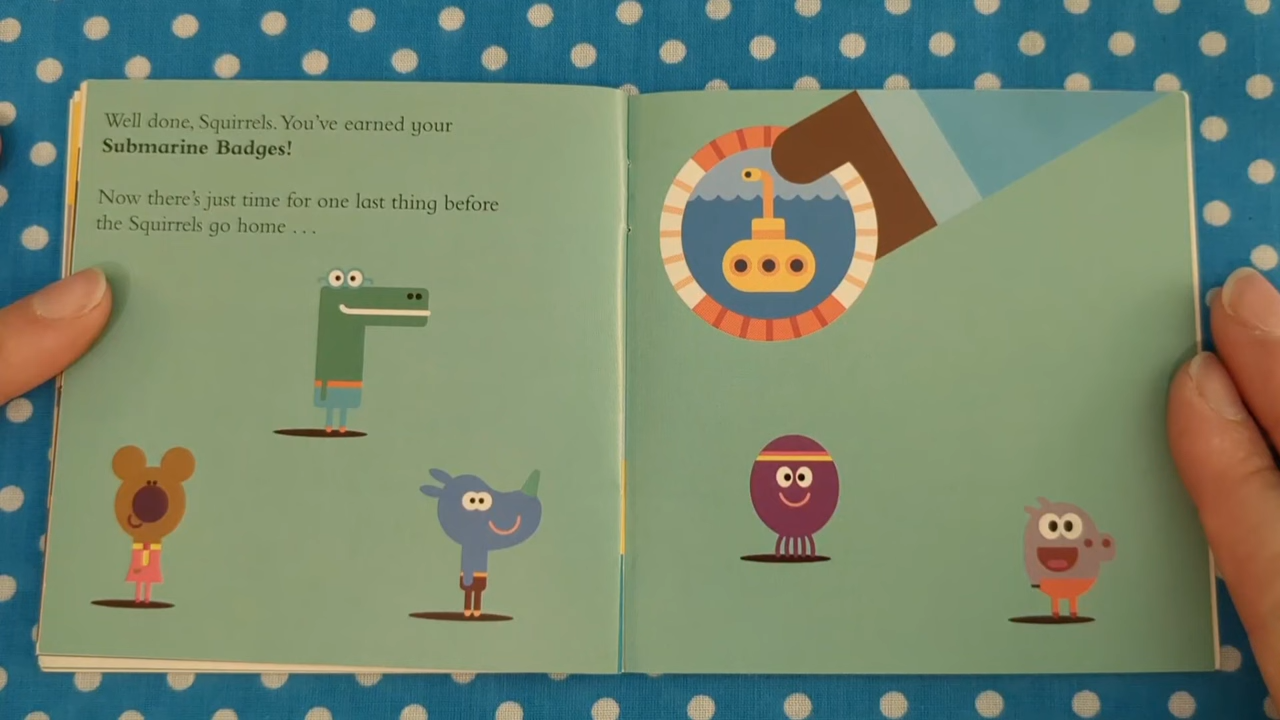 Well done, Squirrels. You've earned your
Submarine Badges!
Now there's just time for one last thing before
the Squirrels go home . . .